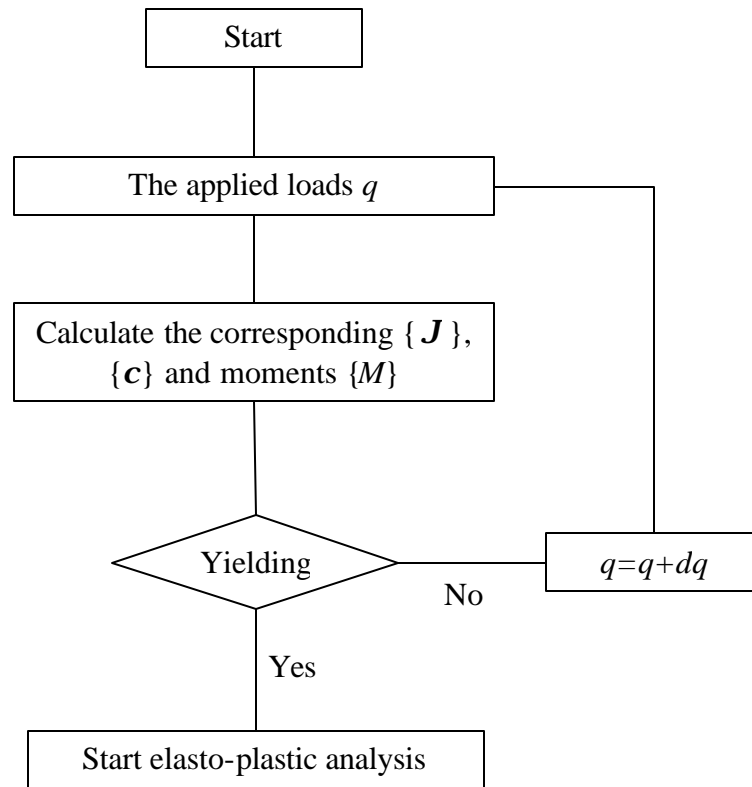 Start
The applied loads q
Calculate the corresponding { J },
{c} and moments {M}
Yielding
No
q=q+dq
Yes
Start elasto-plastic analysis